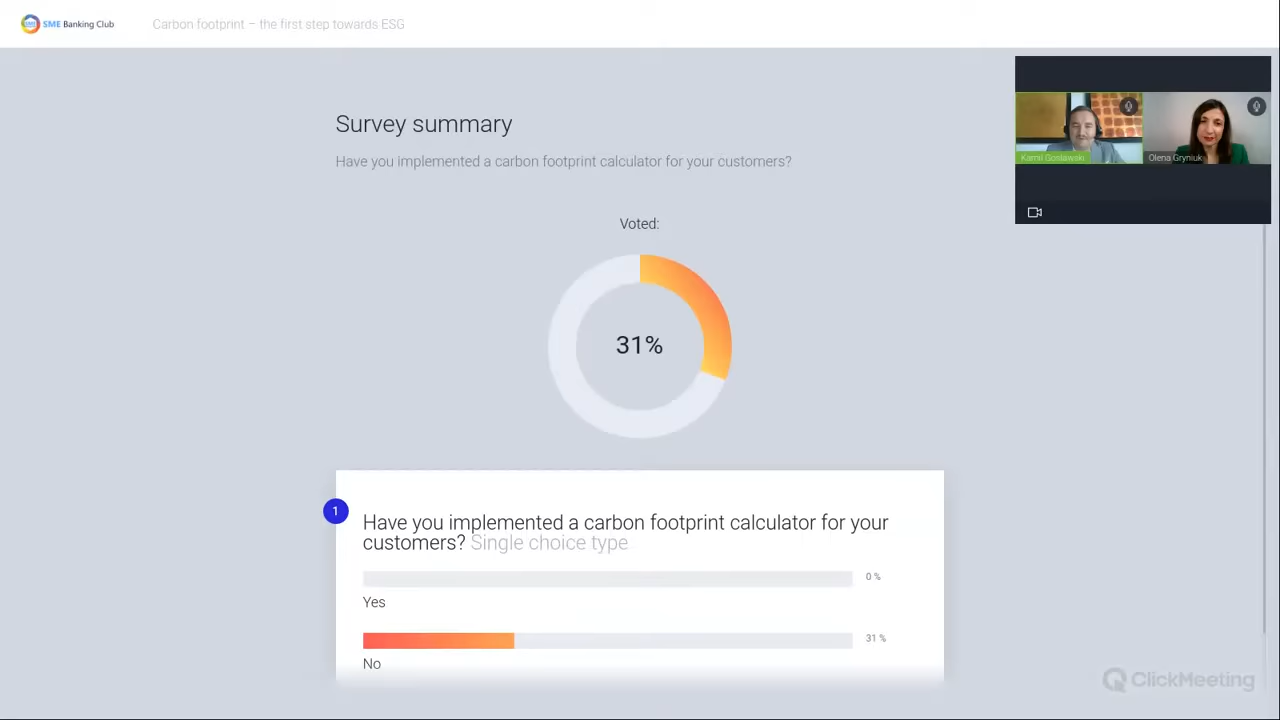 SME Banking Club
Carbon footprint – the first step towards ESG
Survey summary
Have you implemented a carbon footprint calculator for your customers?
Olena Gryniuk
Voted:
31%
1
Have you implemented a carbon footprint calculator for your
customers? Single choice type
0 %
Yes
31 %
No
ClickMeeting